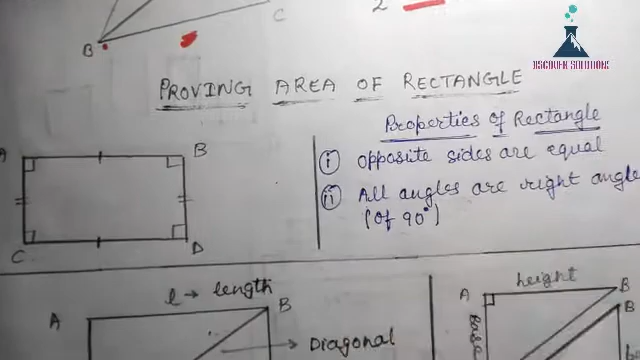 B
C
2
DISCOVER SOLUTIONS
PROVING AREA OF RECTANGLE
Properties of Rectangle
A
B
C
D
(i) opposite sides are equal
(ii) All angles are right angle
(of 90°)
l → length
A
B
Diagonal
height
A
B
B
Base